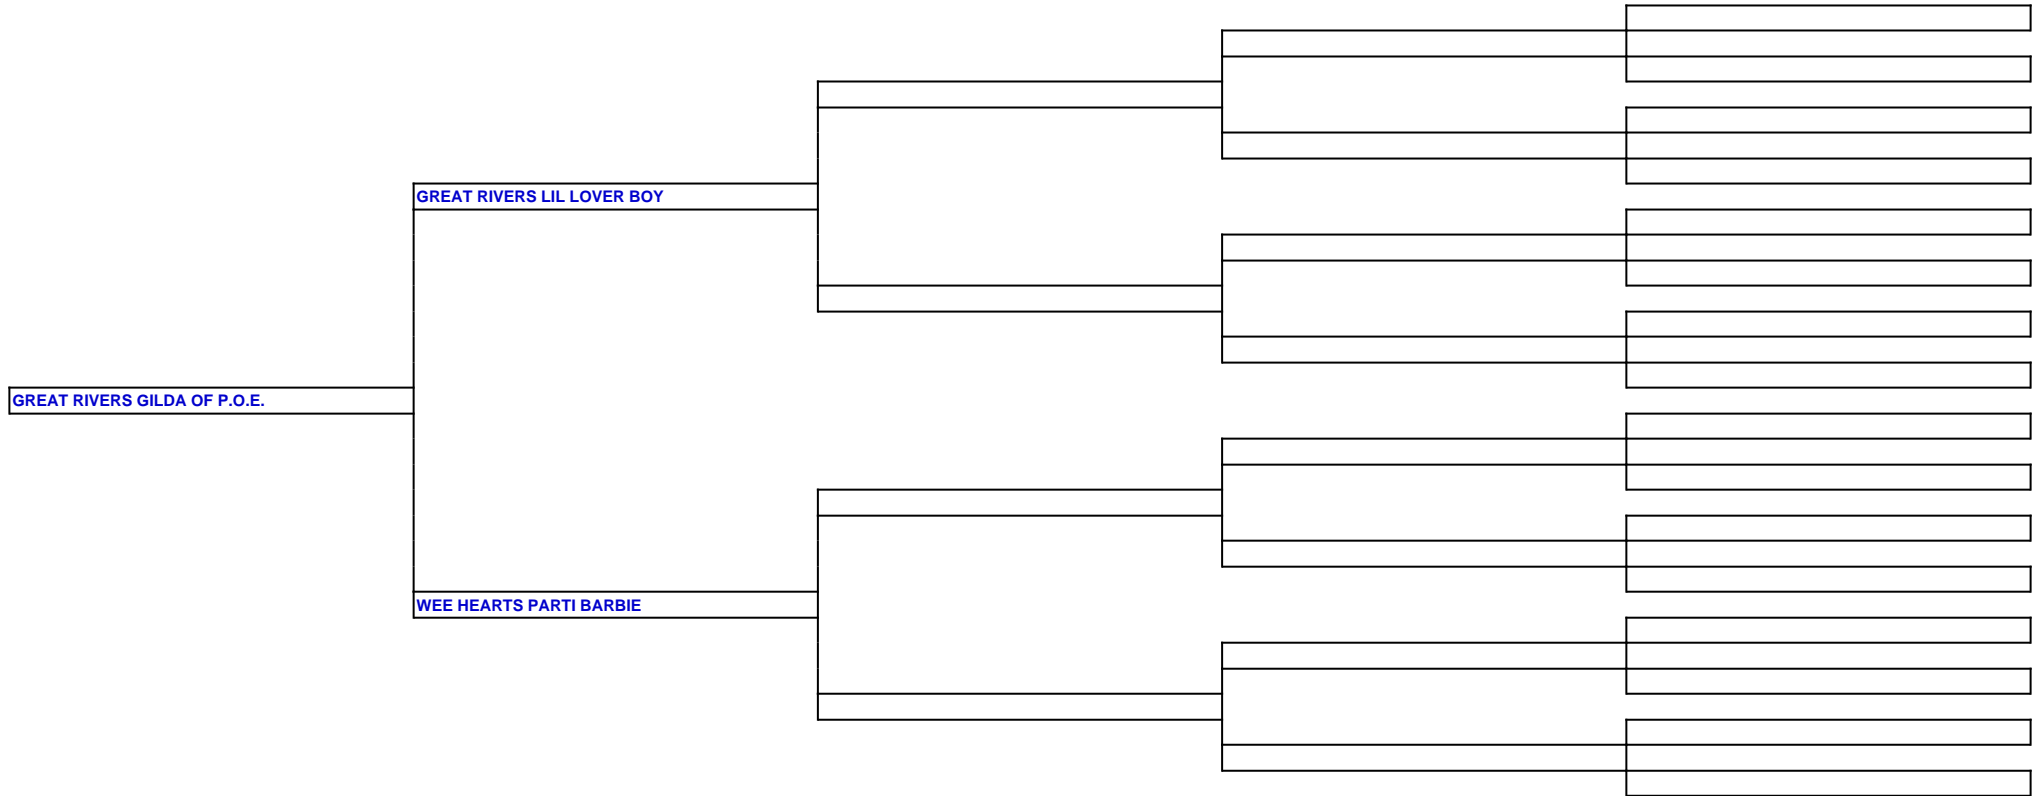 GREAT RIVERS LIL LOVER BOY
GREAT RIVERS GILDA OF P.O.E.
WEE HEARTS PARTI BARBIE